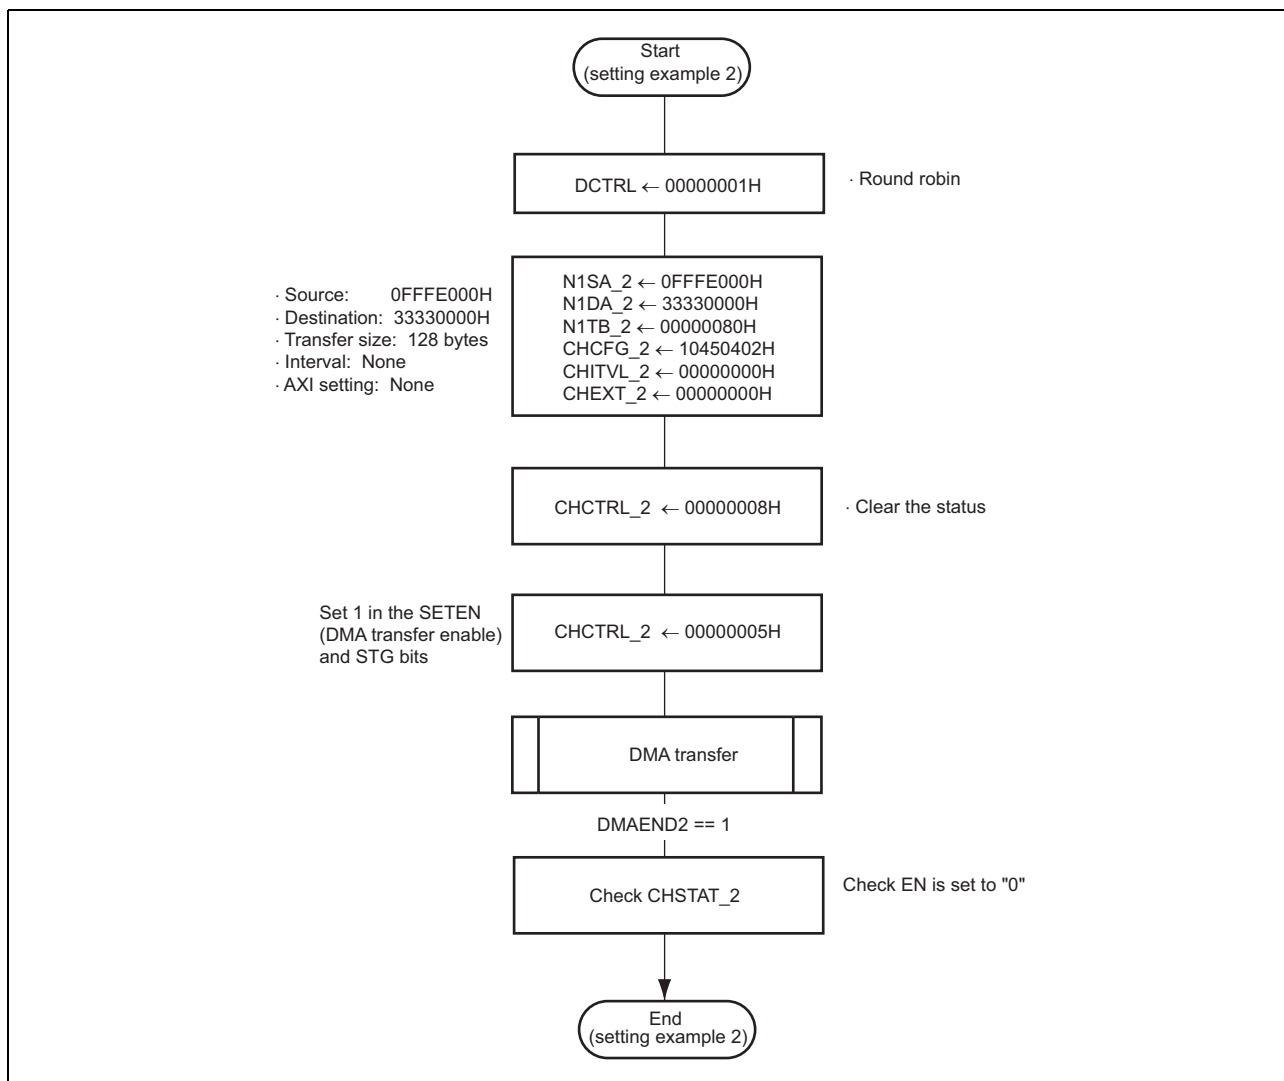 Start
(setting example 2)
DCTRL ← 00000001H
· Round robin
· Source: 0FFFE000H
· Destination: 33330000H
· Transfer size: 128 bytes
· Interval: None
· AXI setting: None
N1SA_2 ← 0FFFE000H
N1DA_2 ← 33330000H
N1TB_2 ← 00000080H
CHCFG_2 ← 10450402H
CHITVL_2 ← 00000000H
CHEXT_2 ← 00000000H
CHCTRL_2 ← 00000008H
· Clear the status
Set 1 in the SETEN
(DMA transfer enable)
and STG bits
CHCTRL_2 ← 00000005H
DMA transfer
DMAEND2 == 1
Check CHSTAT_2
Check EN is set to "0"
End
(setting example 2)